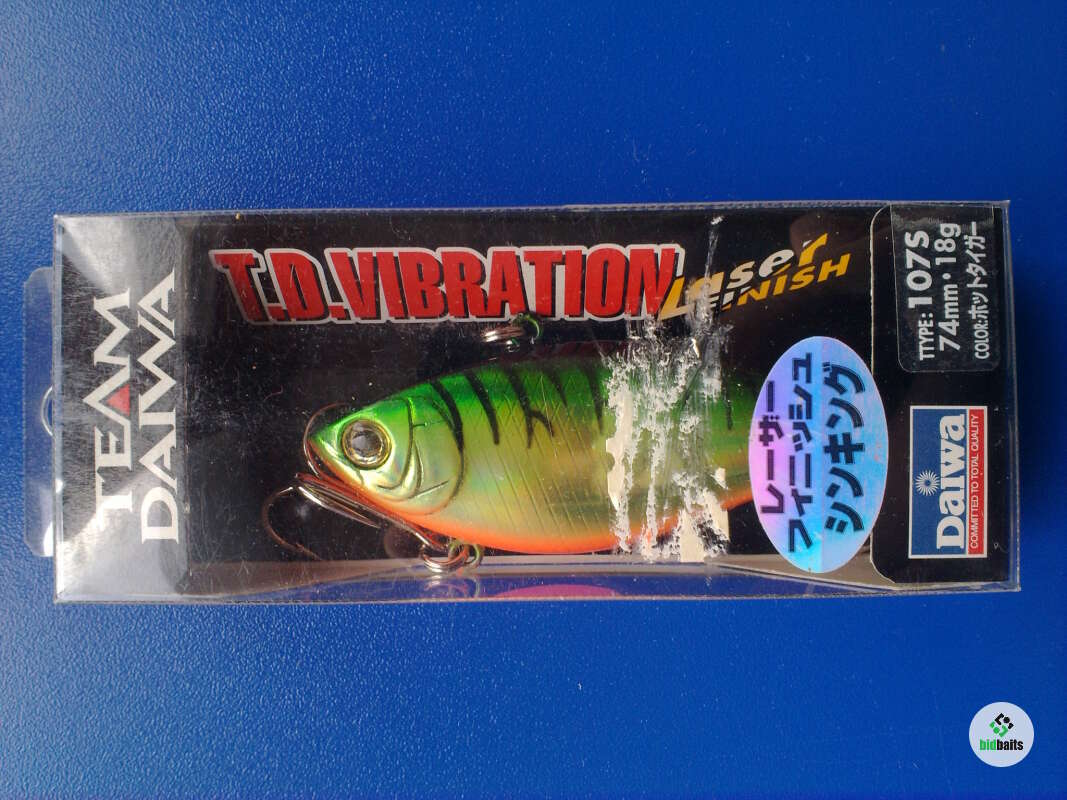 TEAM
DAIWA
T.D.VIBRATION
Laser
FINISH
TTYPE: 107S
74mm・18g
COLOR:ホットタイガー
レーザー
フィニッシュ
シンキング
Daiwa
COMMITTED TO TOTAL QUALITY
bidbaits